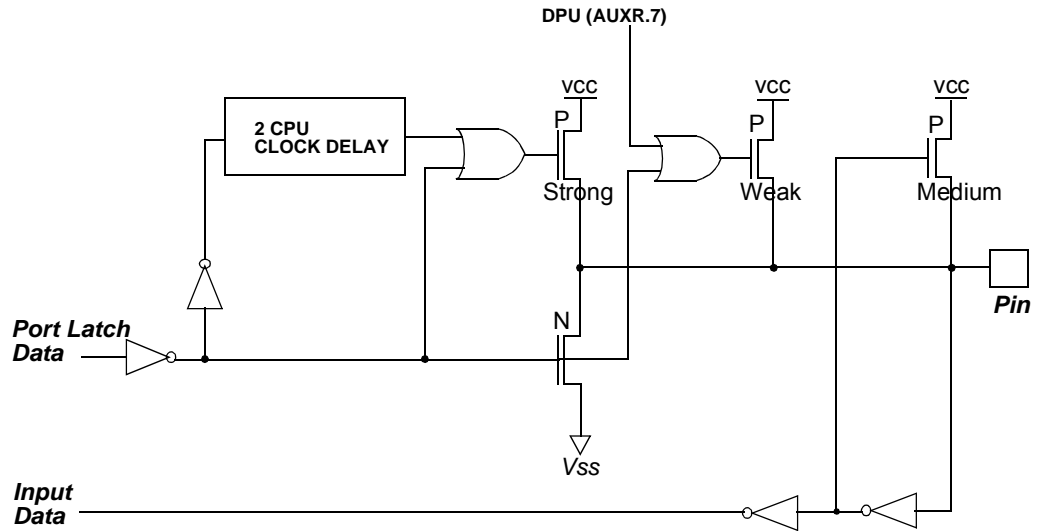 DPU (AUXR.7)
VCC
VCC
VCC
2 CPU
CLOCK DELAY
P
P
P
Strong
Weak
Medium
Pin
N
Port Latch
Data
Vss
Input
Data